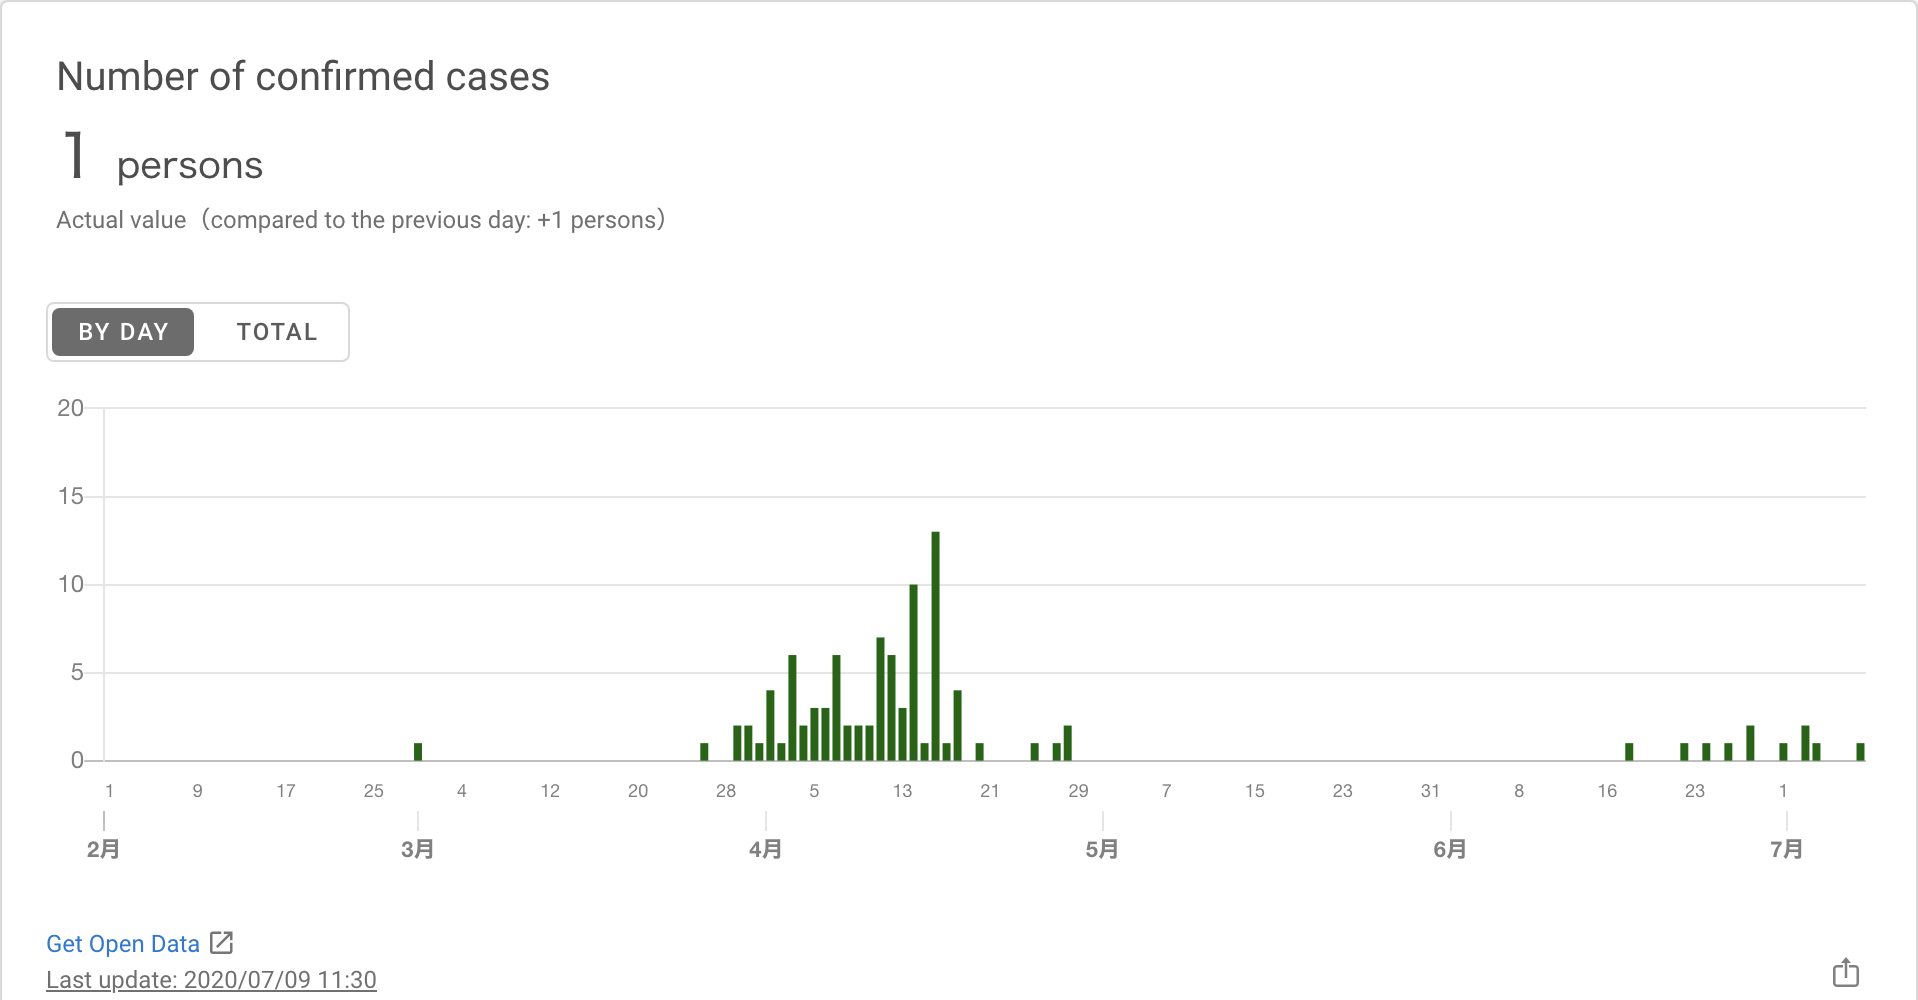 Number of confirmed cases
1 persons
Actual value（compared to the previous day: +1 persons）
BY DAY TOTAL
20
15
10
5
0
1 9 17 25 4 12 20 28 5 13 21 29 7 15 23 31 8 16 23 1
2月 3月 4月 5月 6月 7月
Get Open Data
Last update: 2020/07/09 11:30